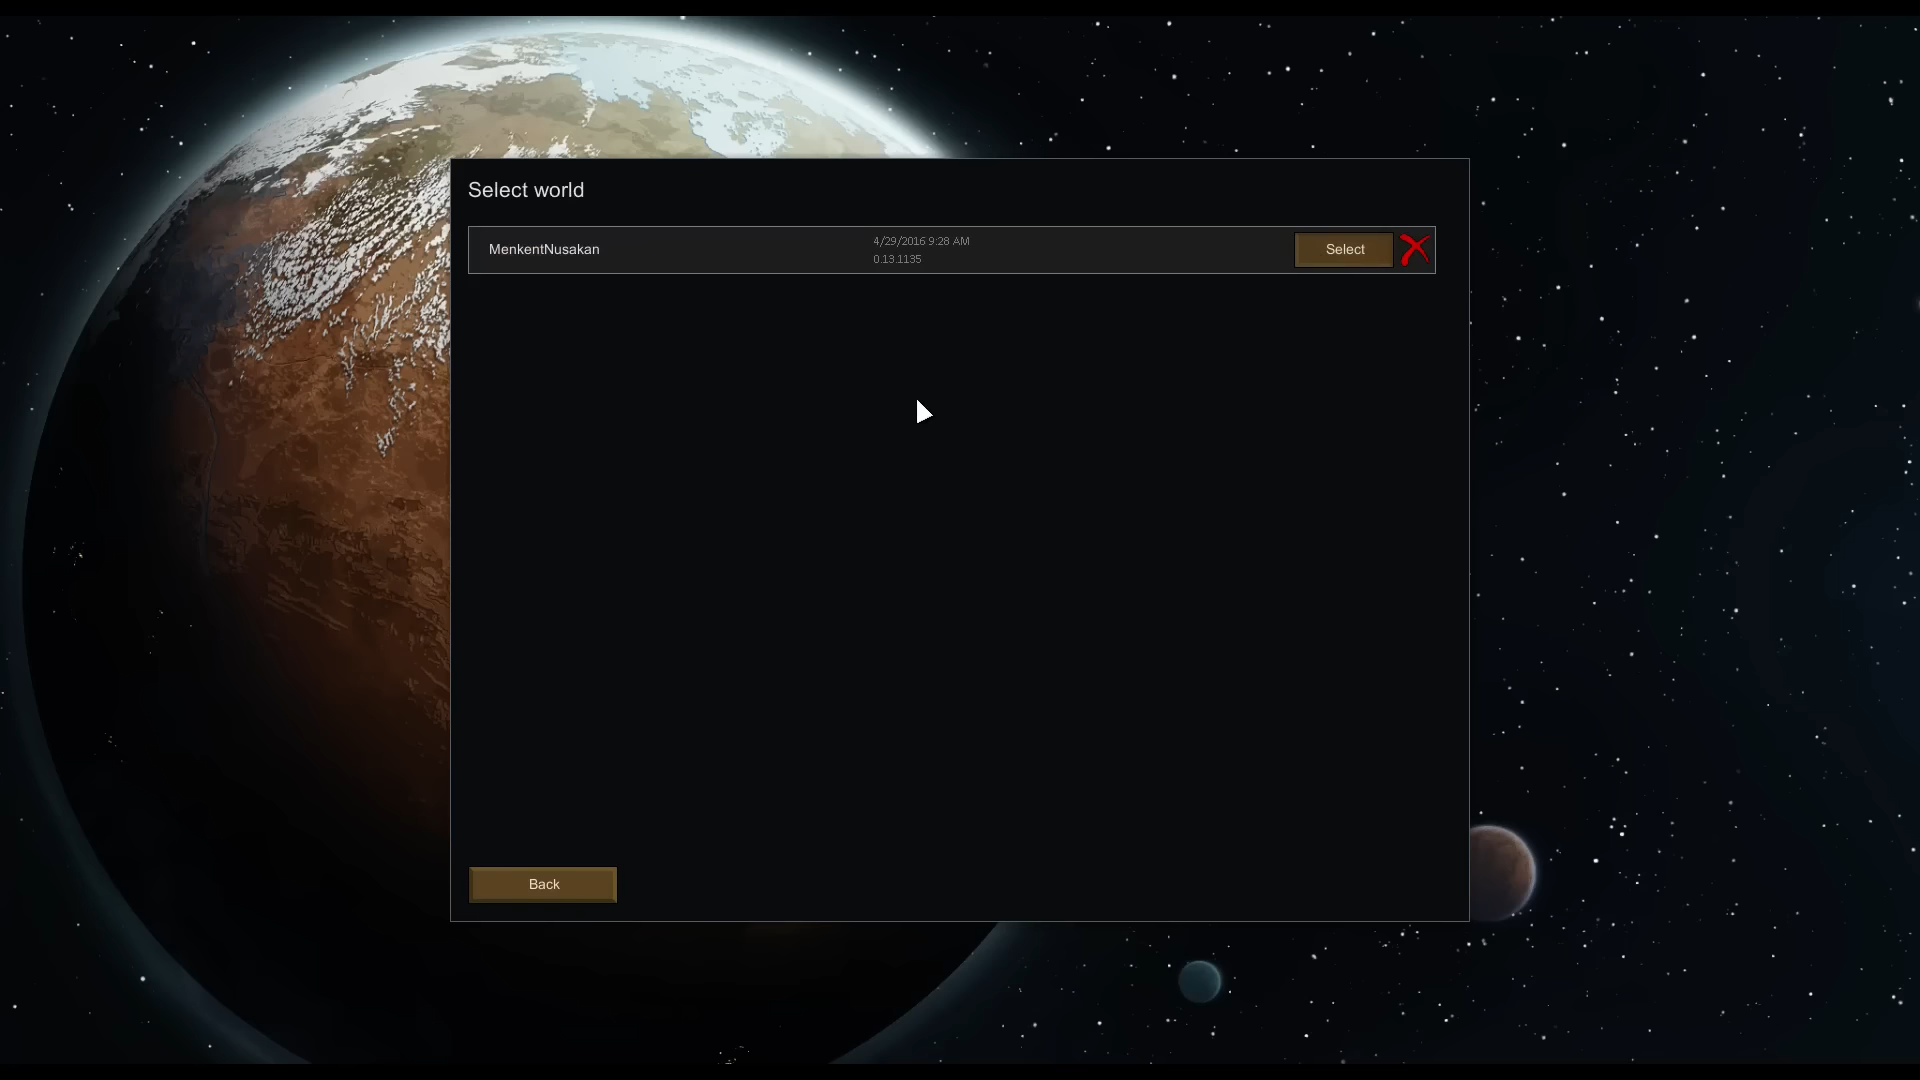 Select world
MenkentNusakan
4/29/2016 9:28 AM
0.13.1135
Select
Back